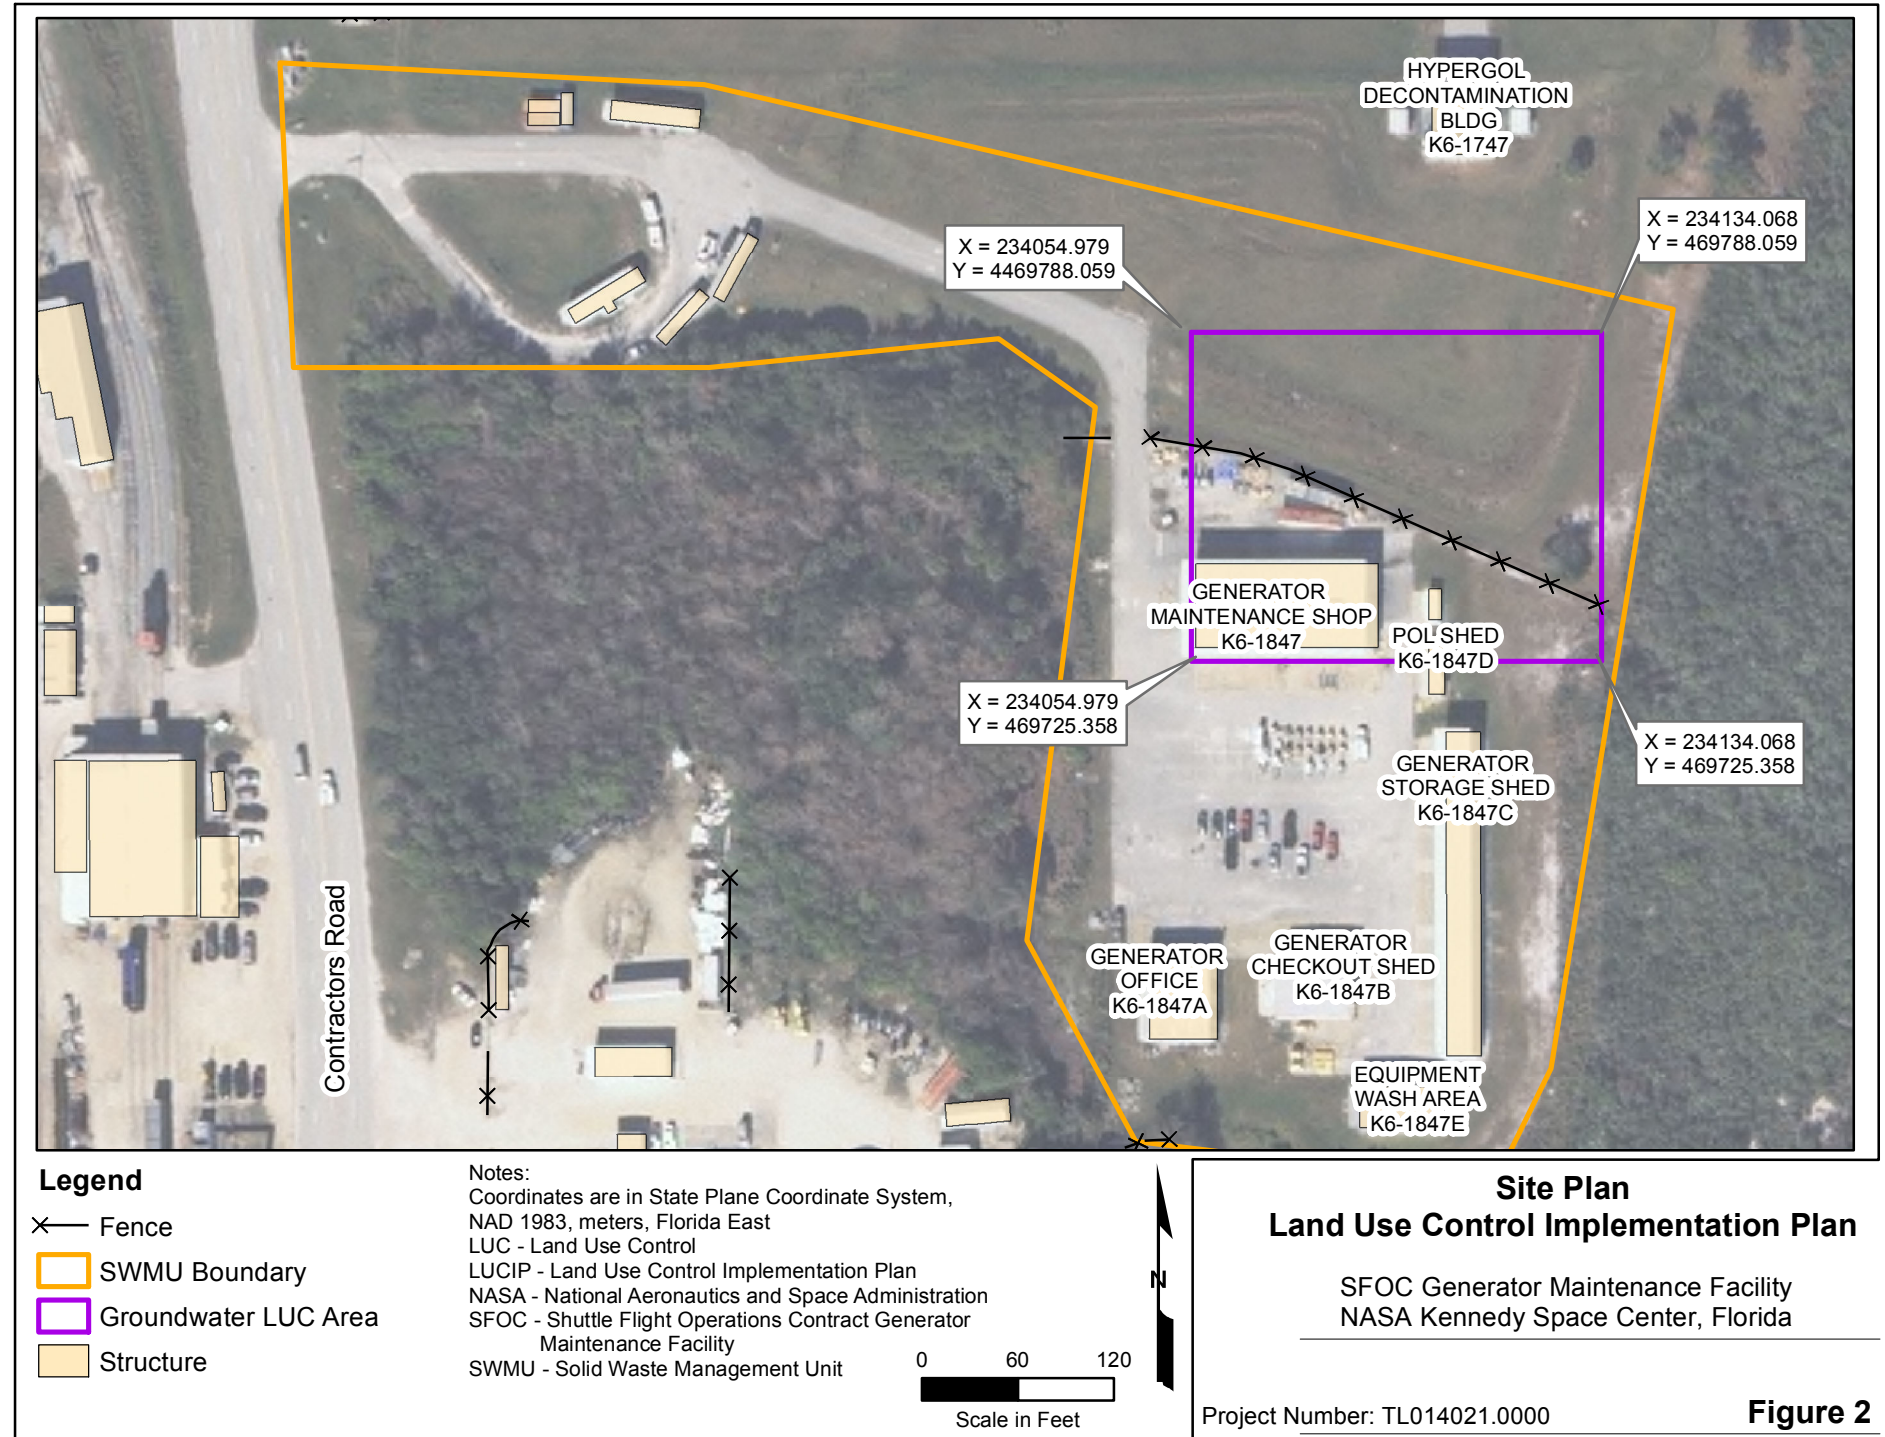 HYPERGOL
DECONTAMINATION
BLDG
K6-1747
X = 234054.979
Y = 4469788.059
X = 234134.068
Y = 469788.059
GENERATOR
MAINTENANCE SHOP
K6-1847
POL SHED
K6-1847D
X = 234054.979
Y = 469725.358
X = 234134.068
Y = 469725.358
GENERATOR
STORAGE SHED
K6-1847C
Contractors Road
GENERATOR
OFFICE
K6-1847A
GENERATOR
CHECKOUT SHED
K6-1847B
EQUIPMENT
WASH AREA
K6-1847E
Legend
Fence
SWMU Boundary
Groundwater LUC Area
Structure
Notes:
Coordinates are in State Plane Coordinate System,
NAD 1983, meters, Florida East
LUC - Land Use Control
LUCIP - Land Use Control Implementation Plan
NASA - National Aeronautics and Space Administration
SFOC - Shuttle Flight Operations Contract Generator
Maintenance Facility
SWMU - Solid Waste Management Unit
0 60 120
Scale in Feet
N
Site Plan
Land Use Control Implementation Plan
SFOC Generator Maintenance Facility
NASA Kennedy Space Center, Florida
Project Number: TL014021.0000
Figure 2